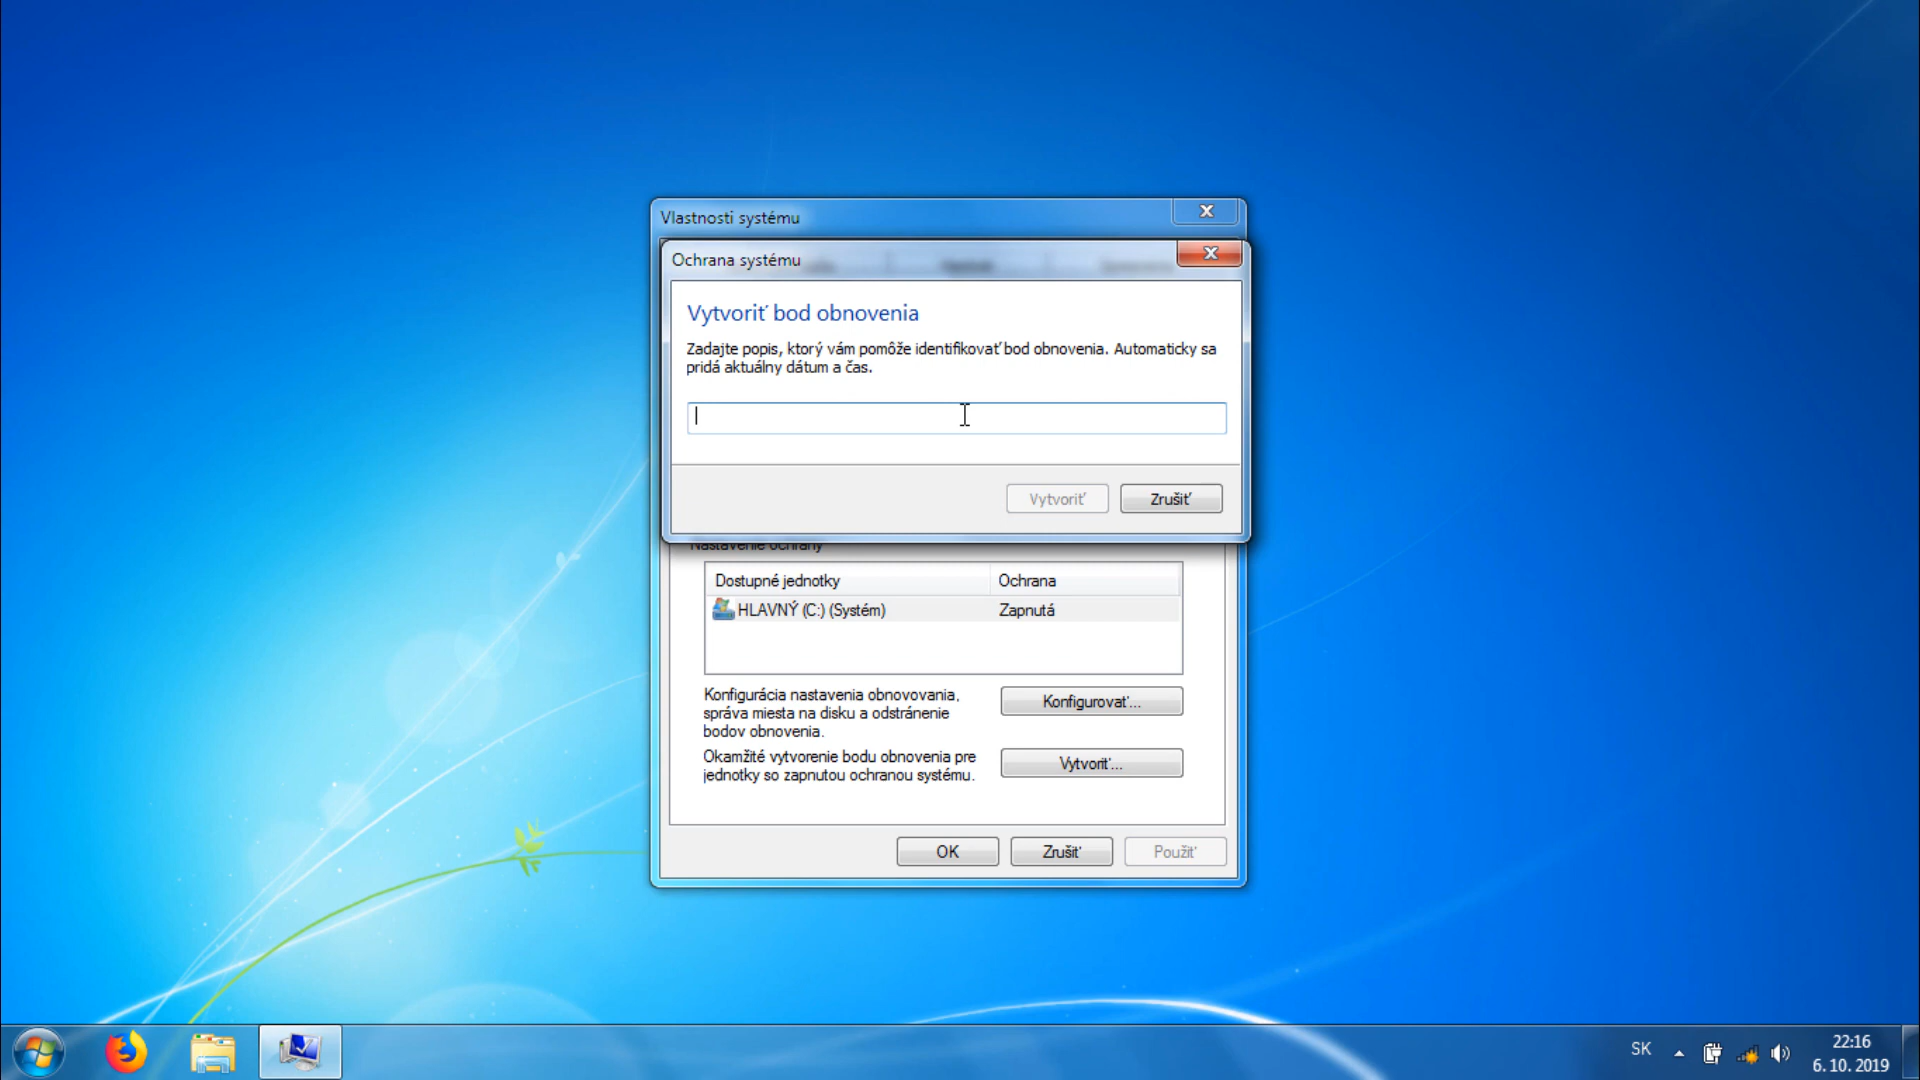 Vlastnosti systému
Ochrana systému
Vytvoriť bod obnovenia
Zadajte popis, ktorý vám pomôže identifikovať bod obnovenia. Automaticky sa
pridá aktuálny dátum a čas.
Vytvoriť
Zrušiť
Nastavenie ochrany
Dostupné jednotky
Ochrana
HLAVNÝ (C:) (Systém)
Zapnutá
Konfigurácia nastavenia obnovovania,
správa miesta na disku a odstránenie
bodov obnovenia.
Konfigurovať...
Okamžité vytvorenie bodu obnovenia pre
jednotky so zapnutou ochranou systému.
Vytvoriť...
OK
Zrušiť
Použiť
SK
22:16
6. 10. 2019